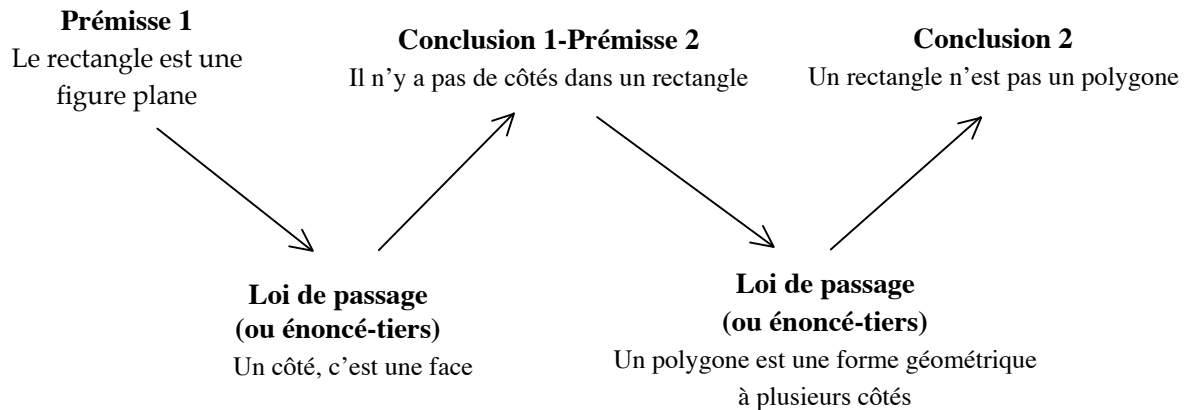 Prémisse 1
Le rectangle est une
figure plane
Conclusion 1-Prémisse 2
Il n'y a pas de côtés dans un rectangle
Conclusion 2
Un rectangle n'est pas un polygone
Loi de passage
(ou énoncé-tiers)
Un côté, c'est une face
Loi de passage
(ou énoncé-tiers)
Un polygone est une forme géométrique
à plusieurs côtés